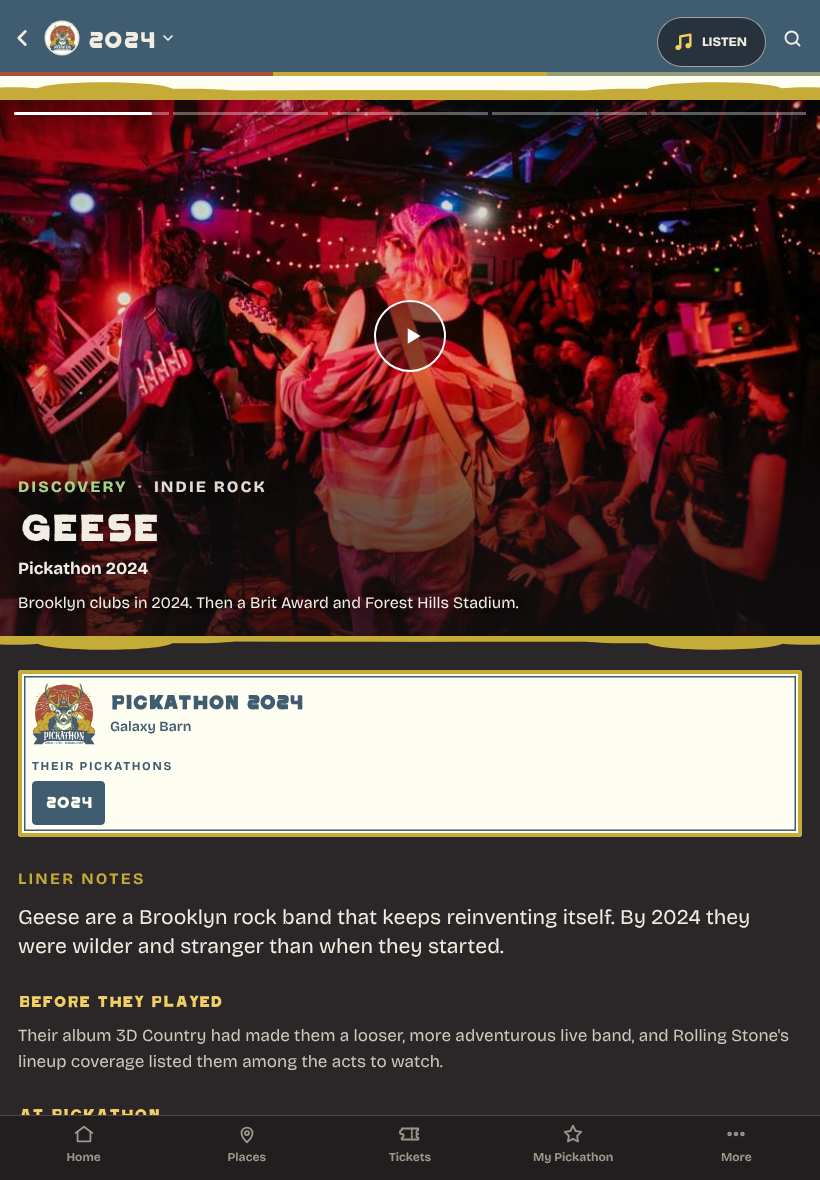 2024
LISTEN
DISCOVERY · INDIE ROCK
GEESE
Pickathon 2024
Brooklyn clubs in 2024. Then a Brit Award and Forest Hills Stadium.
PICKATHON
PICKATHON 2024
Galaxy Barn
THEIR PICKATHONS
2024
LINER NOTES
Geese are a Brooklyn rock band that keeps reinventing itself. By 2024 they
were wilder and stranger than when they started.
BEFORE THEY PLAYED
Their album 3D Country had made them a looser, more adventurous live band, and Rolling Stone's
lineup coverage listed them among the acts to watch.
AT PICKATHON
Home
Places
Tickets
My Pickathon
More